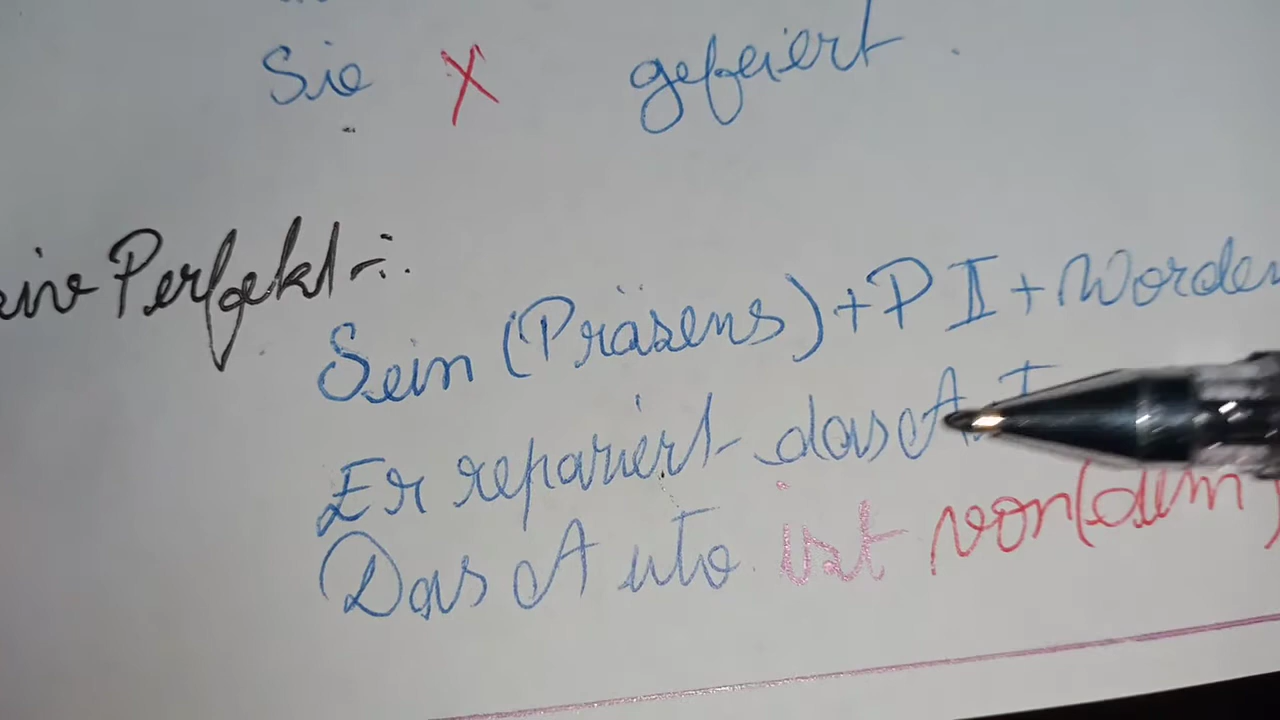 Sie X gefeiert.
Perfekt:
Sein (Präsens) + P II + Worden
Er repariert das
Das Auto ist von (dem)